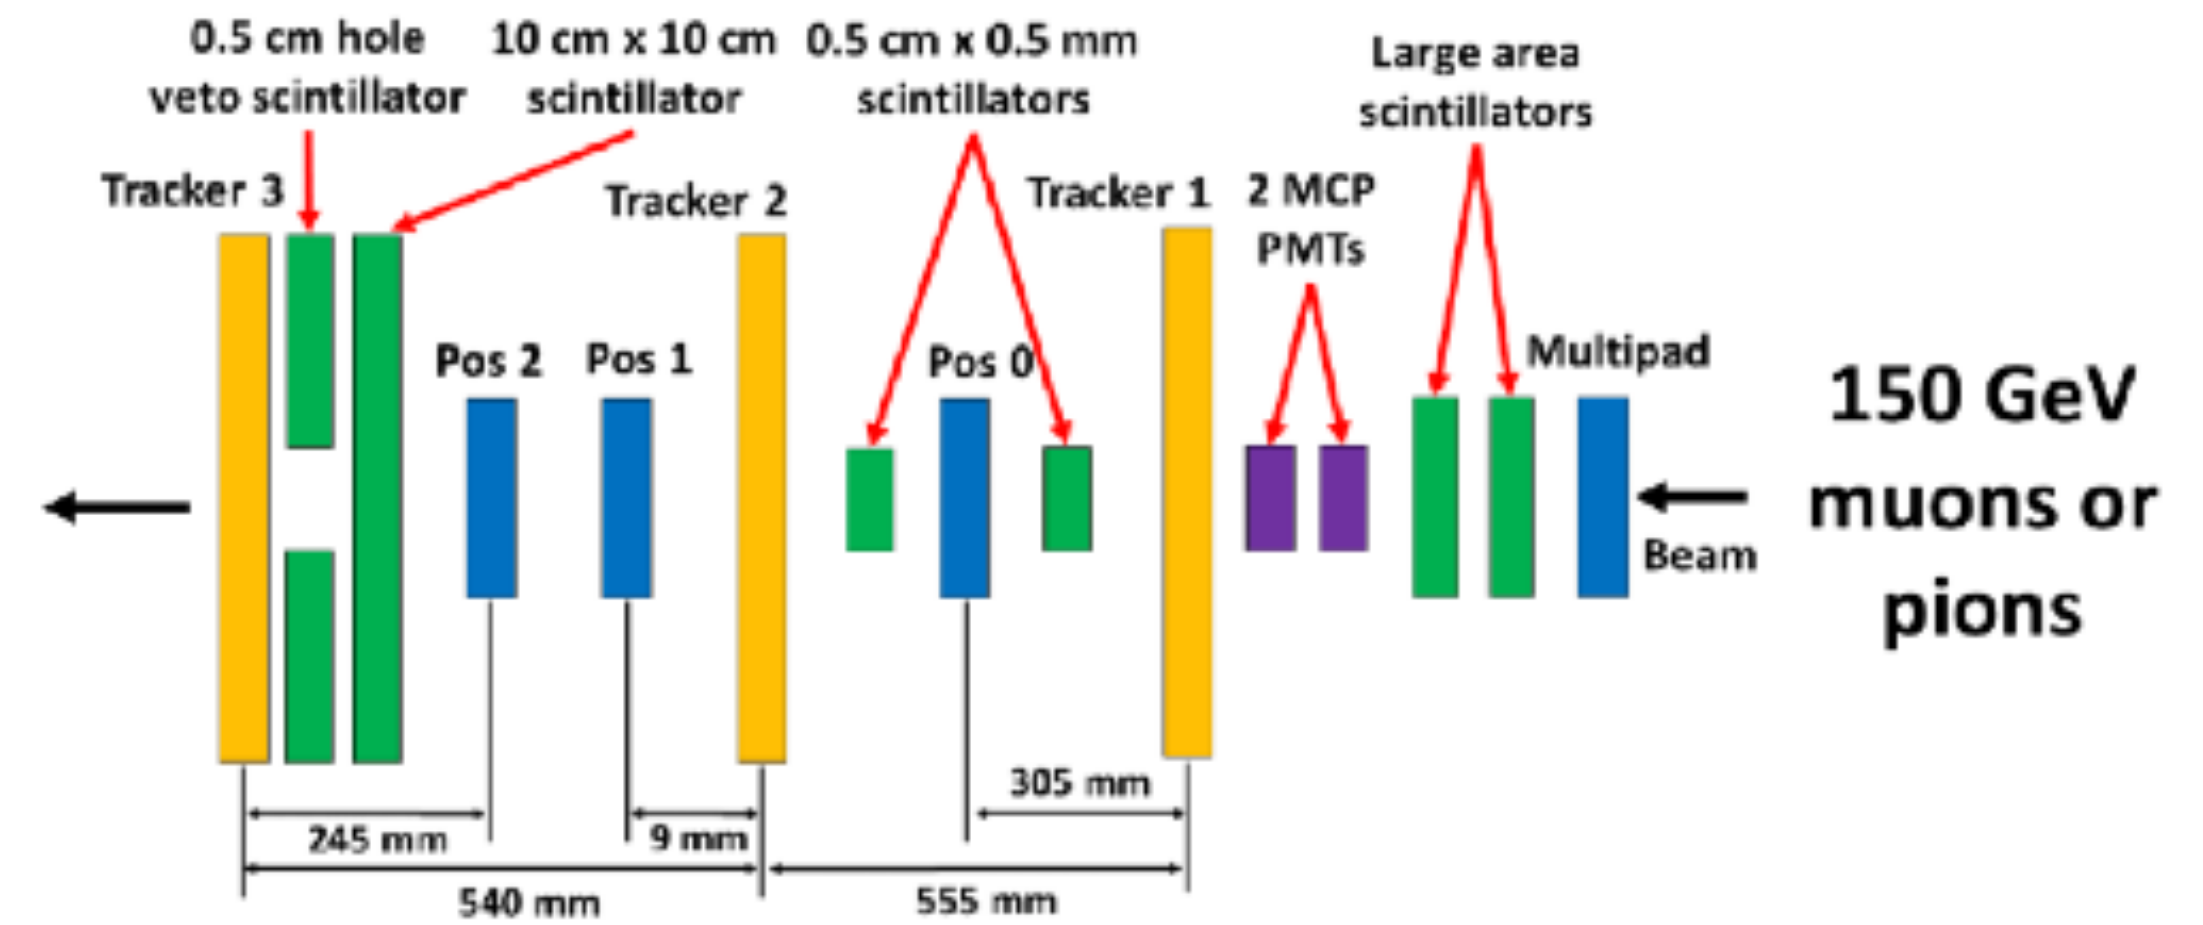 0.5 cm hole
veto scintillator
10 cm x 10 cm
scintillator
0.5 cm x 0.5 mm
scintillators
Large area
scintillators
Tracker 3
Tracker 2
Tracker 1
2 MCP
PMTs
Pos 2
Pos 1
Pos 0
Multipad
150 GeV
muons or
pions
Beam
305 mm
245 mm
9 mm
540 mm
555 mm